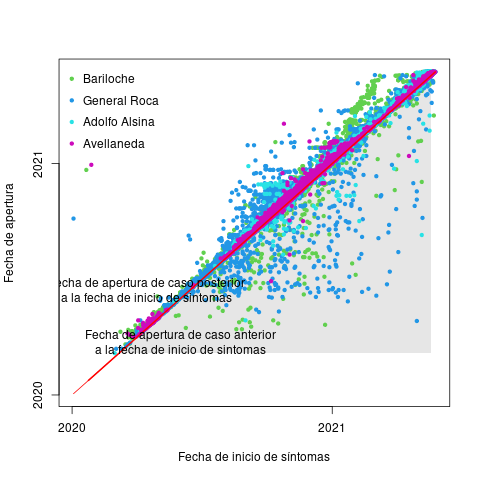 Bariloche
General Roca
Adolfo Alsina
Avellaneda
2021
Fecha de apertura
echa de apertura de caso posterior
a la fecha de inicio de síntomas
Fecha de apertura de caso anterior
a la fecha de inicio de sintomas
2020
2020
2021
Fecha de inicio de síntomas